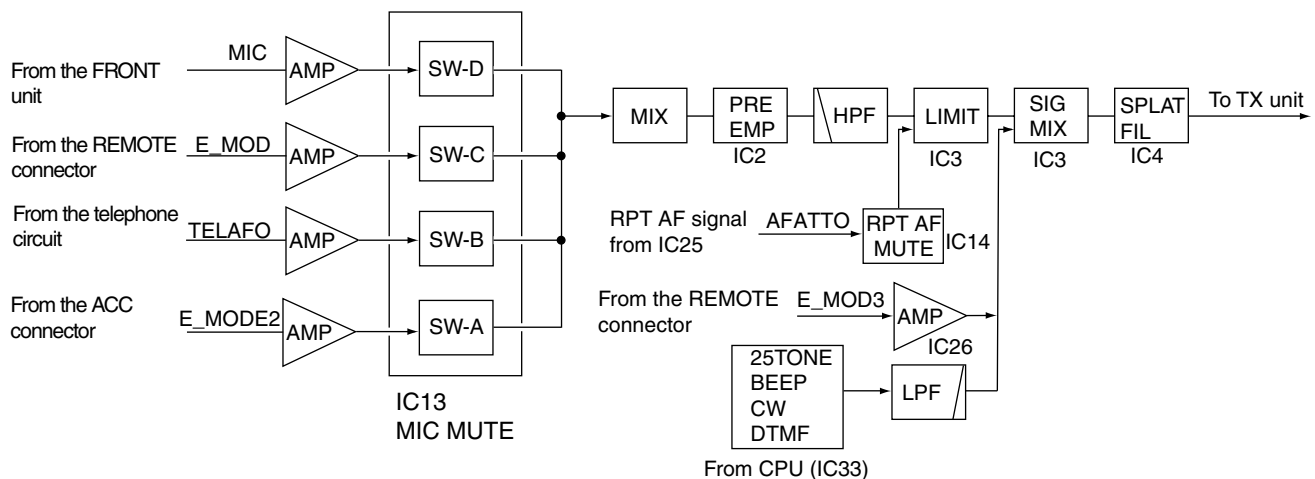 From the FRONT
unit
MIC
AMP
SW-D
From the REMOTE
connector
E_MOD
AMP
SW-C
From the telephone
circuit
TELAFO
AMP
SW-B
From the ACC
connector
E_MODE2
AMP
SW-A
IC13
MIC MUTE
MIX
PRE
EMP
IC2
HPF
LIMIT
IC3
SIG
MIX
IC3
SPLAT
FIL
IC4
To TX unit
RPT AF signal
from IC25
AFATTO
RPT AF
MUTE
IC14
From the REMOTE
connector
E_MOD3
AMP
IC26
25TONE
BEEP
CW
DTMF
LPF
From CPU (IC33)